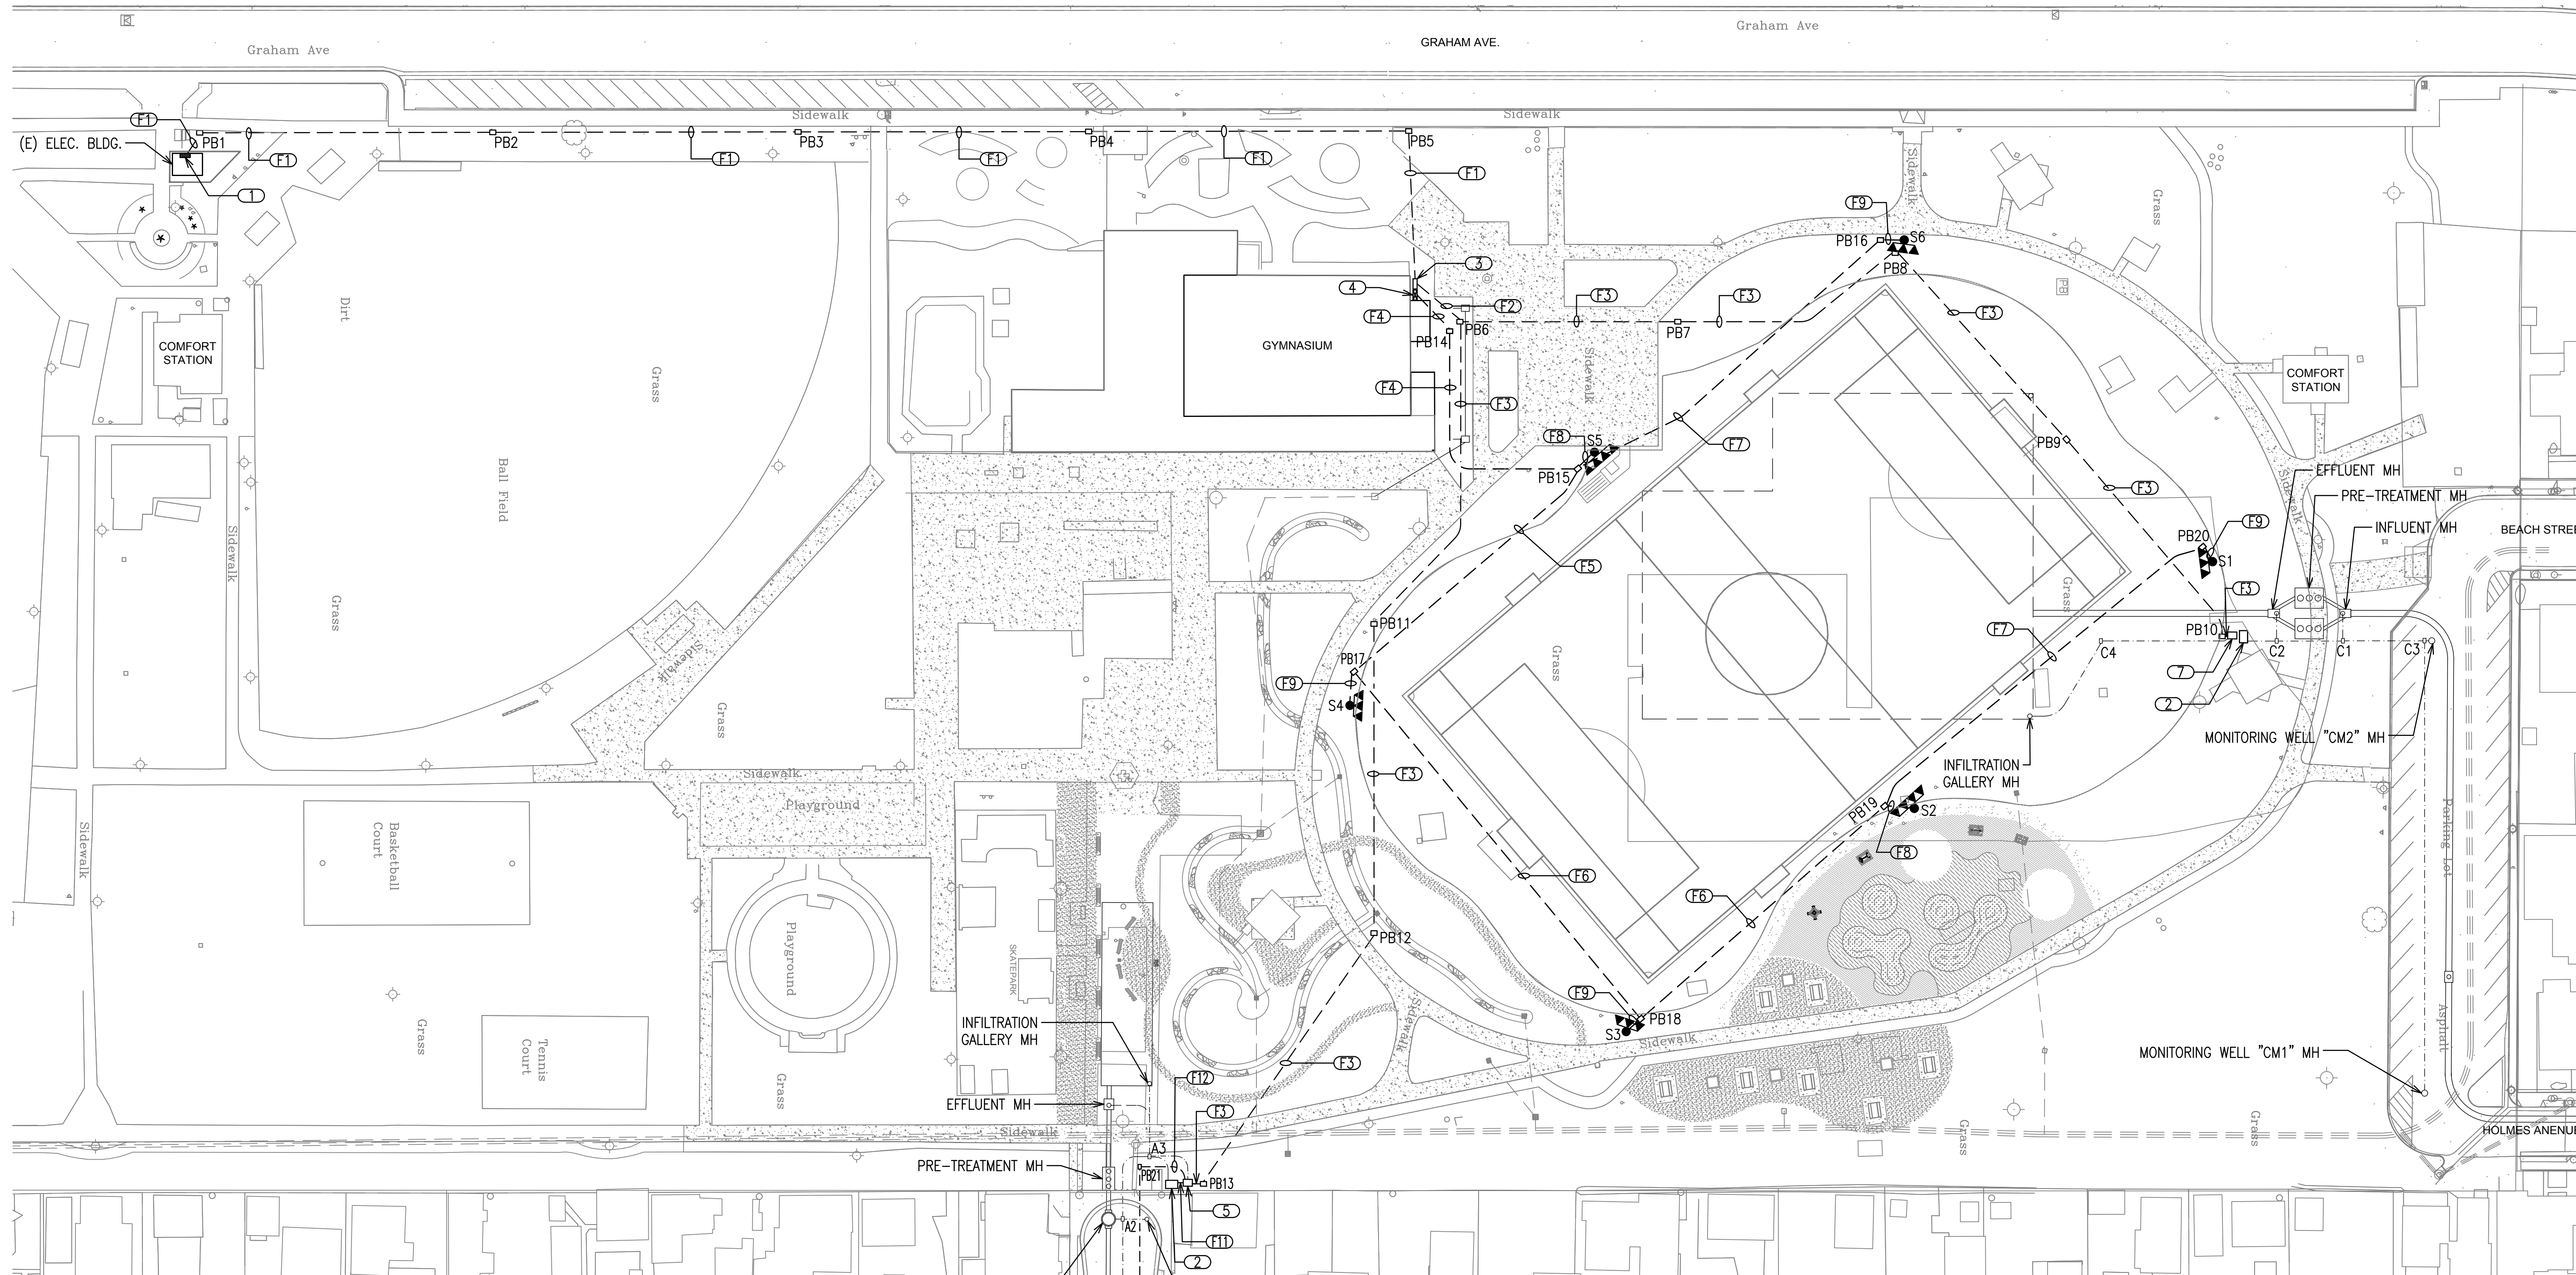 Graham Ave
GRAHAM AVE.
Graham Ave
Sidewalk
Sidewalk
(E) ELEC. BLDG.
F1
PB1
F1
1
PB2
F1
PB3
F1
PB4
F1
PB5
F1
Sidewalk
COMFORT
STATION
Dirt
Grass
Ball Field
Grass
Sidewalk
Sidewalk
Grass
GYMNASIUM
3
4
F2
F4
PB6
PB14
F3
PB7
F3
F4
F3
Sidewalk
F8
S5
PB15
F7
F9
PB16
S6
PB8
F3
PB
Grass
PB9
F3
COMFORT
STATION
Sidewalk
EFFLUENT MH
PRE-TREATMENT MH
INFLUENT MH
BEACH STREE
F5
PB20
F9
S1
F3
PB10
Grass
F7
C4
7
2
C2
C1
C3
MONITORING WELL "CM2" MH
INFILTRATION
GALLERY MH
PB11
PB17
F9
S4
Grass
F3
PB19
S2
F8
F6
F6
PB12
F9
S3
PB18
Sidewalk
Sidewalk
F3
Sidewalk
Playground
Basketball
Court
Sidewalk
Tennis
Court
Grass
Playground
Grass
SKATEPARK
INFILTRATION
GALLERY MH
EFFLUENT MH
F12
F3
Sidewalk
A3
PRE-TREATMENT MH
PB21
PB13
5
A2
F11
2
Parking Lot
Asphalt
MONITORING WELL "CM1" MH
Grass
Grass
HOLMES ANENUE